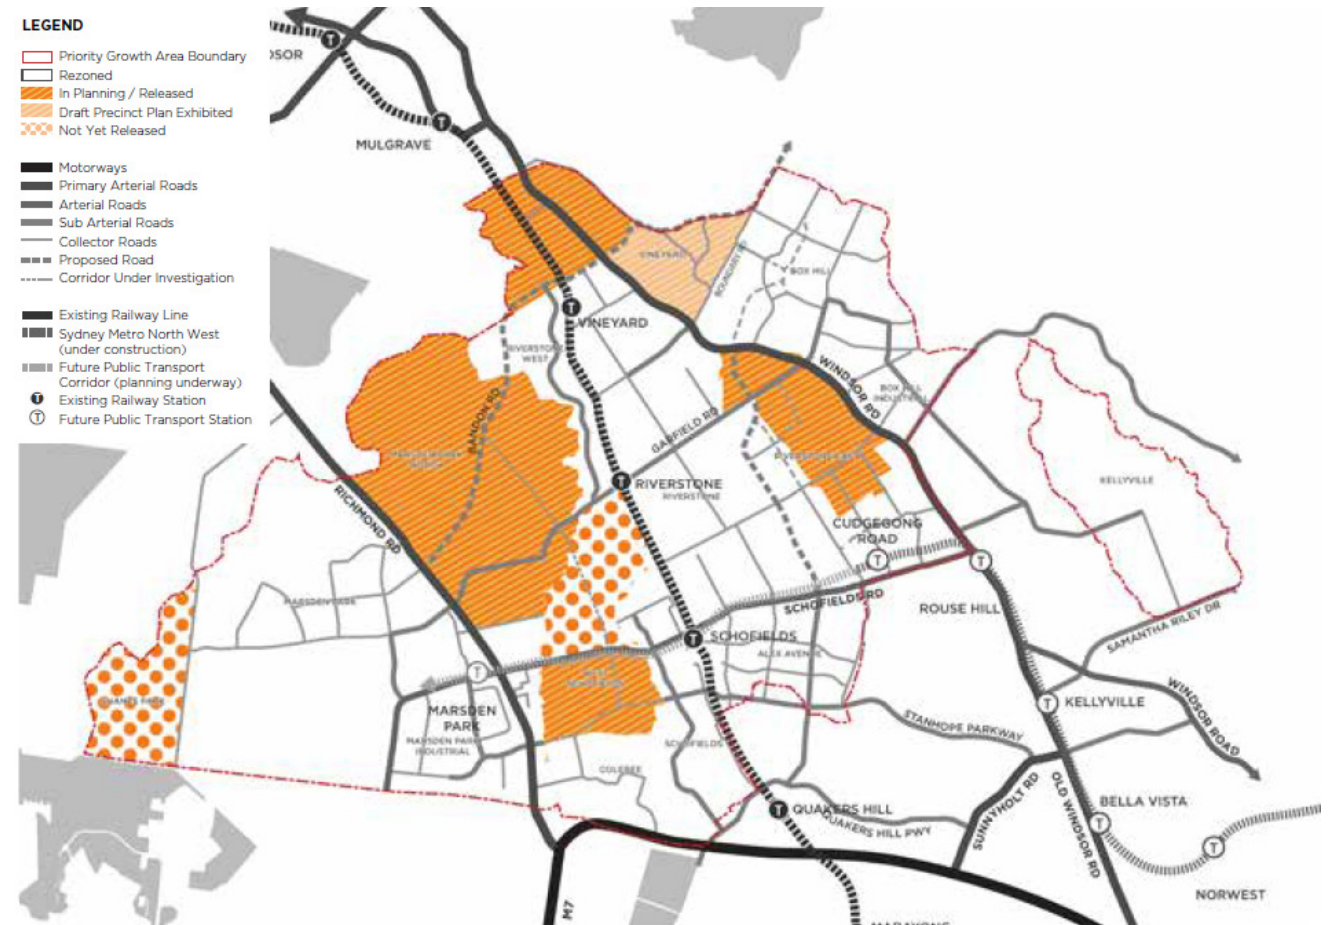 LEGEND
Priority Growth Area Boundary
Rezoned
In Planning / Released
Draft Precinct Plan Exhibited
Not Yet Released
Motorways
Primary Arterial Roads
Arterial Roads
Sub Arterial Roads
Collector Roads
Proposed Road
Corridor Under Investigation
Existing Railway Line
Sydney Metro North West
(under construction)
Future Public Transport
Corridor (planning underway)
T Existing Railway Station
T Future Public Transport Station
MULGRAVE
VINEYARD
BOUNDARY RD
BOX HILL
VINEYARD
RIVERSTONE
WEST
WINDSOR RD
BOX HILL
INDUSTRIAL
BANDON RD
GARFIELD RD
KELLYVILLE
RIVERSTONE
RIVERSTONE
RICHMOND RD
CUDGEGONG
ROAD
MARSDEN PARK
SCHOFIELDS RD
ROUSE HILL
SAMANTHA RILEY DR
SCHOFIELDS
ALEX AVENUE
MARSDEN
PARK
MARSDEN PARK
INDUSTRIAL
SCHOFIELDS
COLEBEE
STANHOPE PARKWAY
KELLYVILLE
WINDSOR ROAD
QUAKERS HILL
QUAKERS HILL PWY
SUNNYHOLT RD
OLD WINDSOR RD
BELLA VISTA
NORWEST
M7